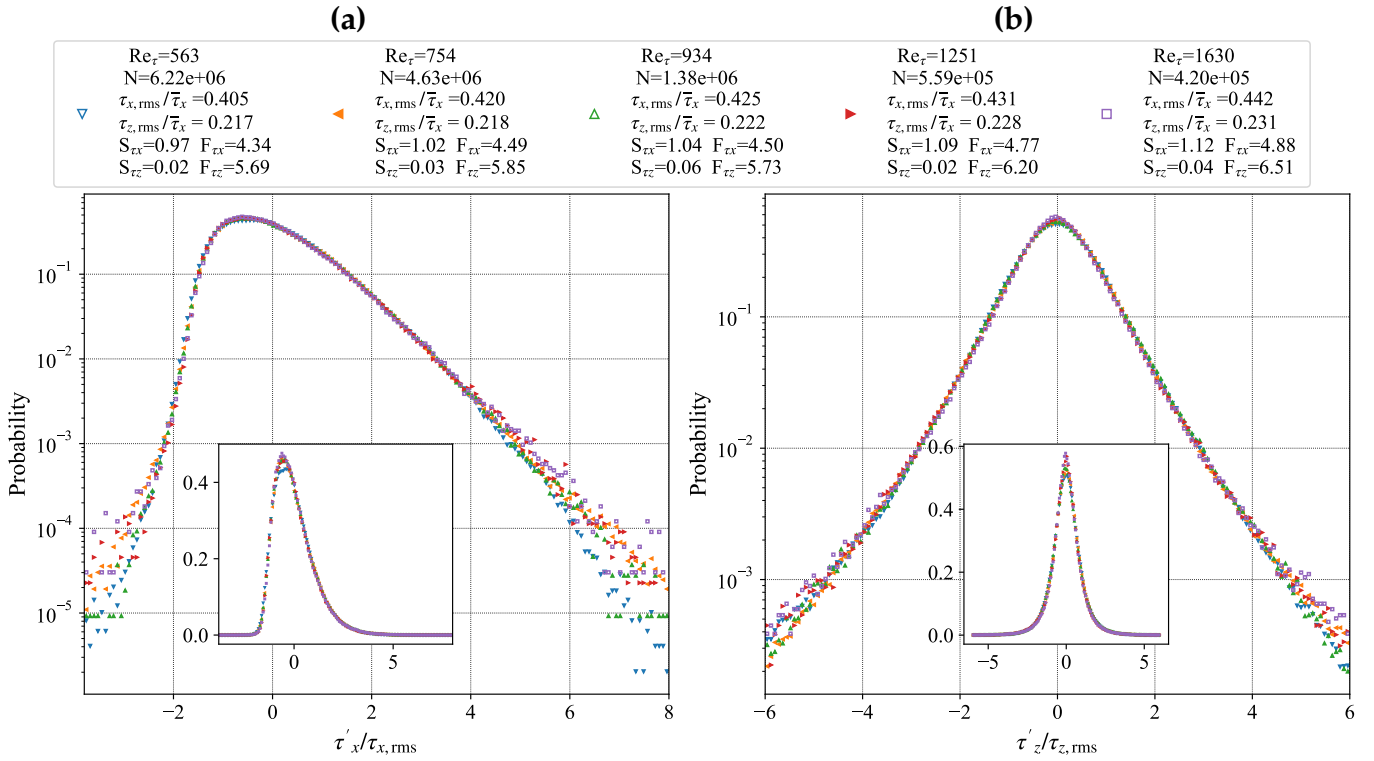 (a) (b)
Re_τ=563
N=6.22e+06
τ_x,rms/τ̅_x=0.405
τ_z,rms/τ̅_x = 0.217
S_τx=0.97 F_τx=4.34
S_τz=0.02 F_τz=5.69
Re_τ=754
N=4.63e+06
τ_x,rms/τ̅_x=0.420
τ_z,rms/τ̅_x = 0.218
S_τx=1.02 F_τx=4.49
S_τz=0.03 F_τz=5.85
Re_τ=934
N=1.38e+06
τ_x,rms/τ̅_x=0.425
τ_z,rms/τ̅_x = 0.222
S_τx=1.04 F_τx=4.50
S_τz=0.06 F_τz=5.73
Re_τ=1251
N=5.59e+05
τ_x,rms/τ̅_x=0.431
τ_z,rms/τ̅_x = 0.228
S_τx=1.09 F_τx=4.77
S_τz=0.02 F_τz=6.20
Re_τ=1630
N=4.20e+05
τ_x,rms/τ̅_x=0.442
τ_z,rms/τ̅_x = 0.231
S_τx=1.12 F_τx=4.88
S_τz=0.04 F_τz=6.51
Probability
10⁻¹
10⁻²
10⁻³
10⁻⁴
10⁻⁵
0.4
0.2
0.0
0 5
−2 0 2 4 6 8
τ′_x/τ_x,rms
Probability
10⁻¹
10⁻²
10⁻³
0.6
0.4
0.2
0.0
−5 0 5
−6 −4 −2 0 2 4 6
τ′_z/τ_z,rms